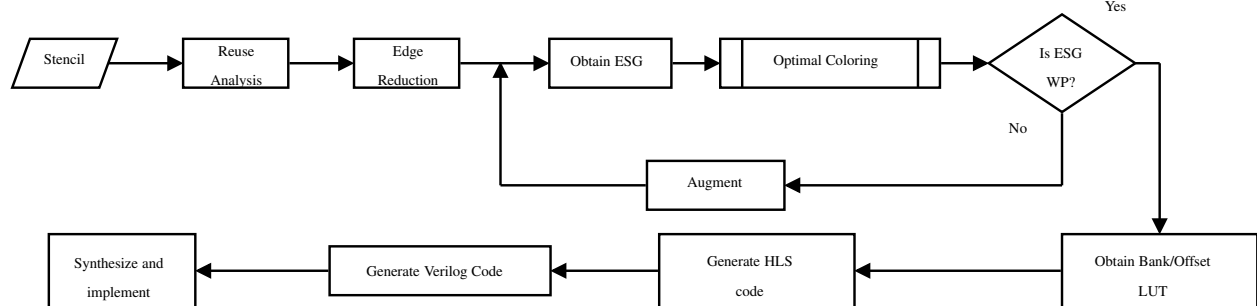 Stencil
Reuse
Analysis
Edge
Reduction
Obtain ESG
Optimal Coloring
Is ESG
WP?
Yes
No
Augment
Obtain Bank/Offset
LUT
Generate HLS
code
Generate Verilog Code
Synthesize and
implement